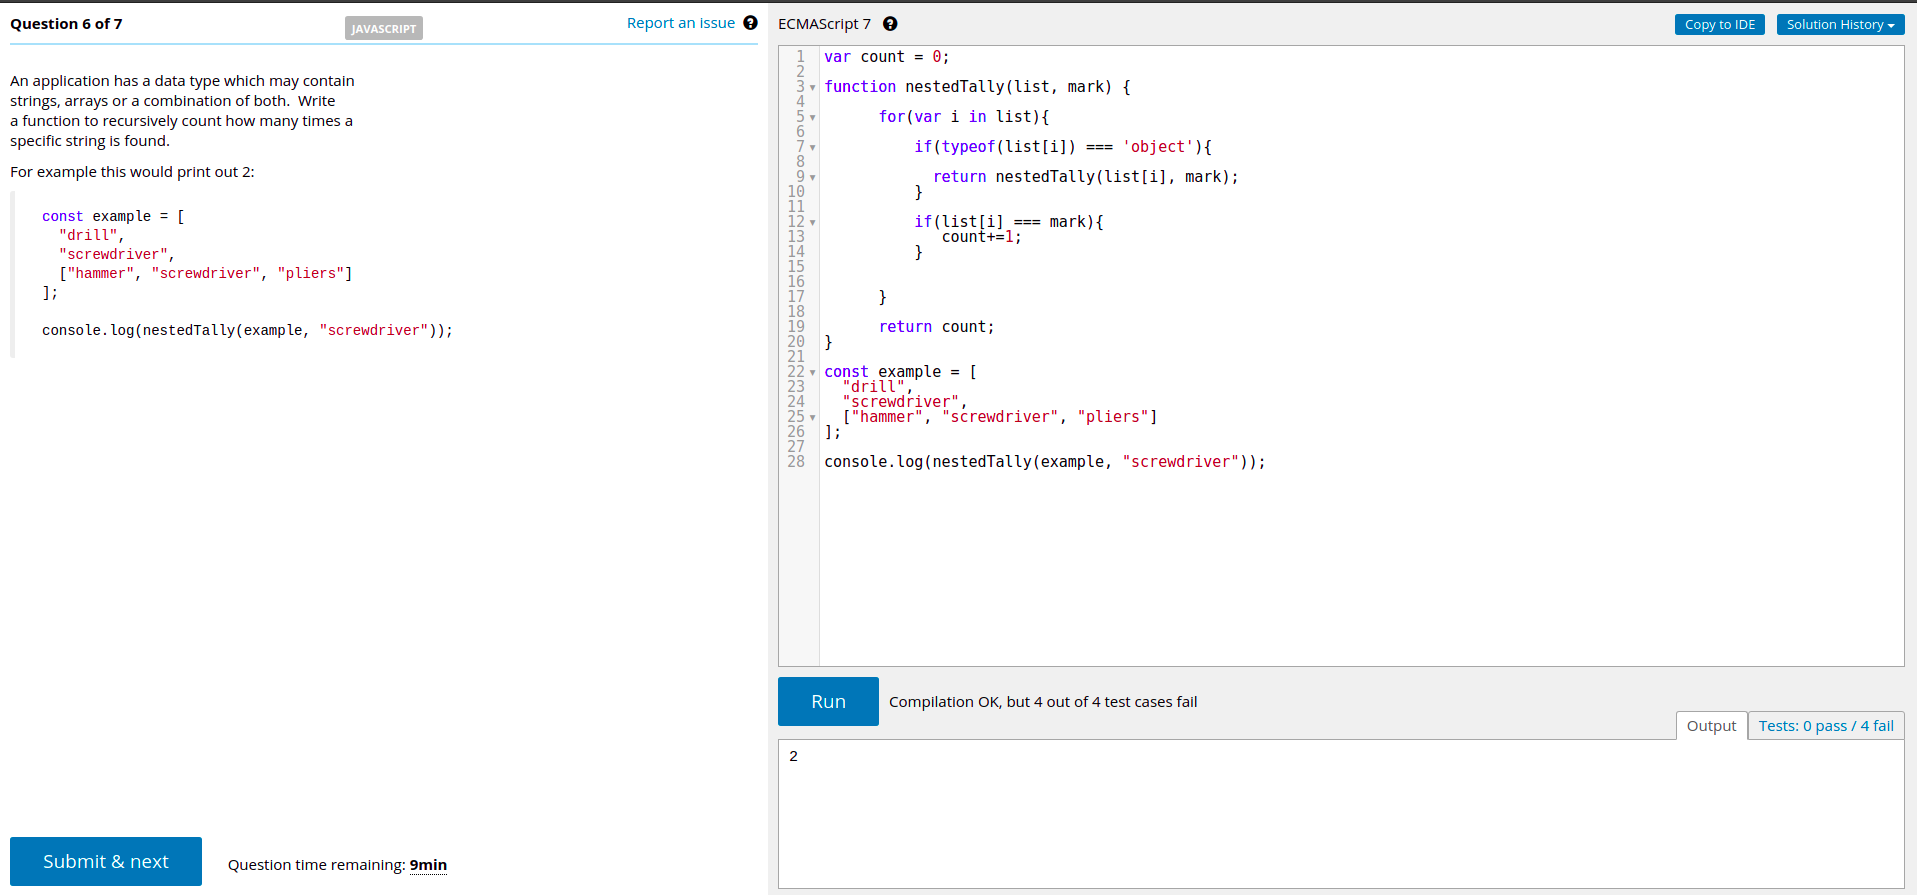 Question 6 of 7
JAVASCRIPT
Report an issue ?
An application has a data type which may contain
strings, arrays or a combination of both.  Write
a function to recursively count how many times a
specific string is found.
For example this would print out 2:
const example = [
  "drill",
  "screwdriver",
  ["hammer", "screwdriver", "pliers"]
];
console.log(nestedTally(example, "screwdriver"));
Submit & next
Question time remaining: 9min
ECMAScript 7 ?
Copy to IDE
Solution History
1 var count = 0;
2
3 function nestedTally(list, mark) {
4
5       for(var i in list){
6
7           if(typeof(list[i]) === 'object'){
8
9             return nestedTally(list[i], mark);
10           }
11
12           if(list[i] === mark){
13              count+=1;
14           }
15
16
17       }
18
19       return count;
20 }
21
22 const example = [
23   "drill",
24   "screwdriver",
25   ["hammer", "screwdriver", "pliers"]
26 ];
27
28 console.log(nestedTally(example, "screwdriver"));
Run
Compilation OK, but 4 out of 4 test cases fail
Output
Tests: 0 pass / 4 fail
2